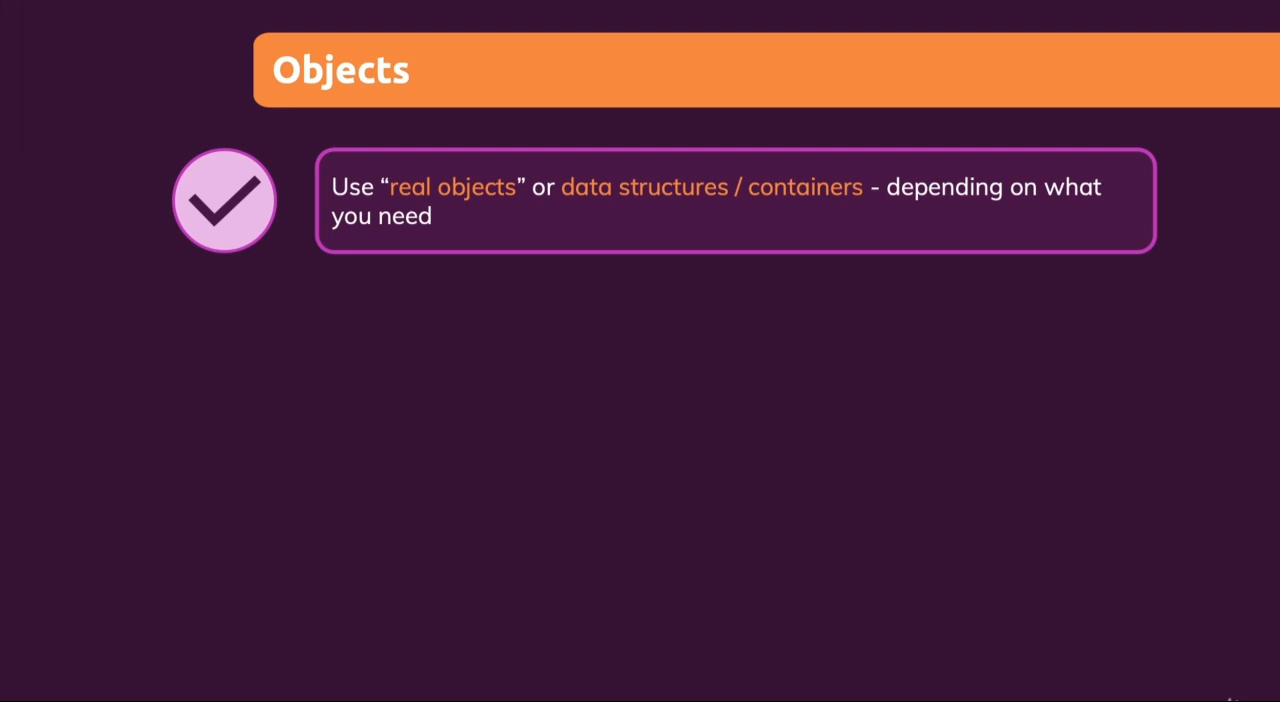 Objects
Use “real objects” or data structures / containers - depending on what
you need